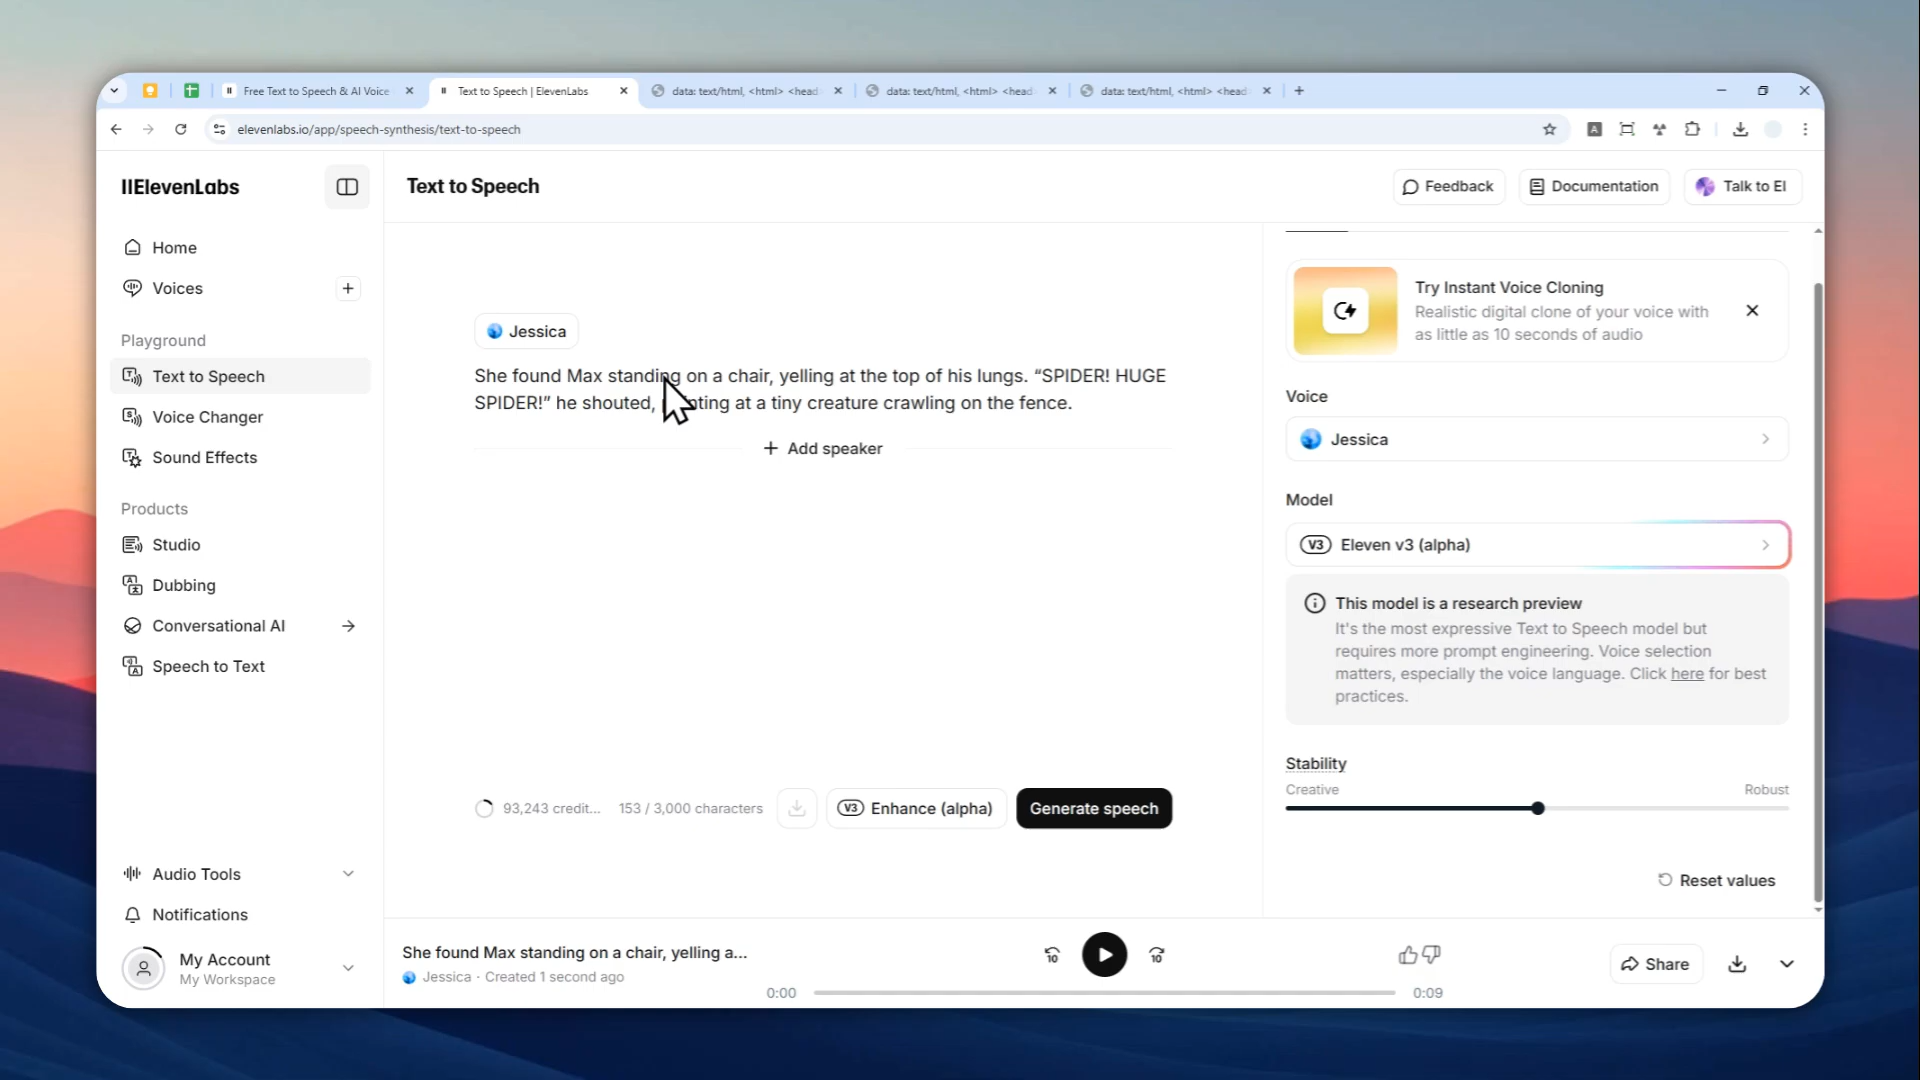 Free Text to Speech & AI Voice
Text to Speech | ElevenLabs
data: text/html, <html> <head
data: text/html, <html> <head
data: text/html, <html> <head
elevenlabs.io/app/speech-synthesis/text-to-speech
A
IIElevenLabs
Text to Speech
Feedback
Documentation
Talk to EI
Home
Voices
Playground
Text to Speech
Voice Changer
Sound Effects
Products
Studio
Dubbing
Conversational AI
Speech to Text
Audio Tools
Notifications
My Account
My Workspace
Jessica
She found Max standing on a chair, yelling at the top of his lungs. “SPIDER! HUGE
SPIDER!” he shouted, nting at a tiny creature crawling on the fence.
Add speaker
93,243 credit...
153 / 3,000 characters
V3 Enhance (alpha)
Generate speech
Try Instant Voice Cloning
Realistic digital clone of your voice with
as little as 10 seconds of audio
Voice
Jessica
Model
V3 Eleven v3 (alpha)
This model is a research preview
It's the most expressive Text to Speech model but
requires more prompt engineering. Voice selection
matters, especially the voice language. Click here for best
practices.
Stability
Creative
Robust
Reset values
She found Max standing on a chair, yelling a...
Jessica · Created 1 second ago
10
10
0:00
0:09
Share